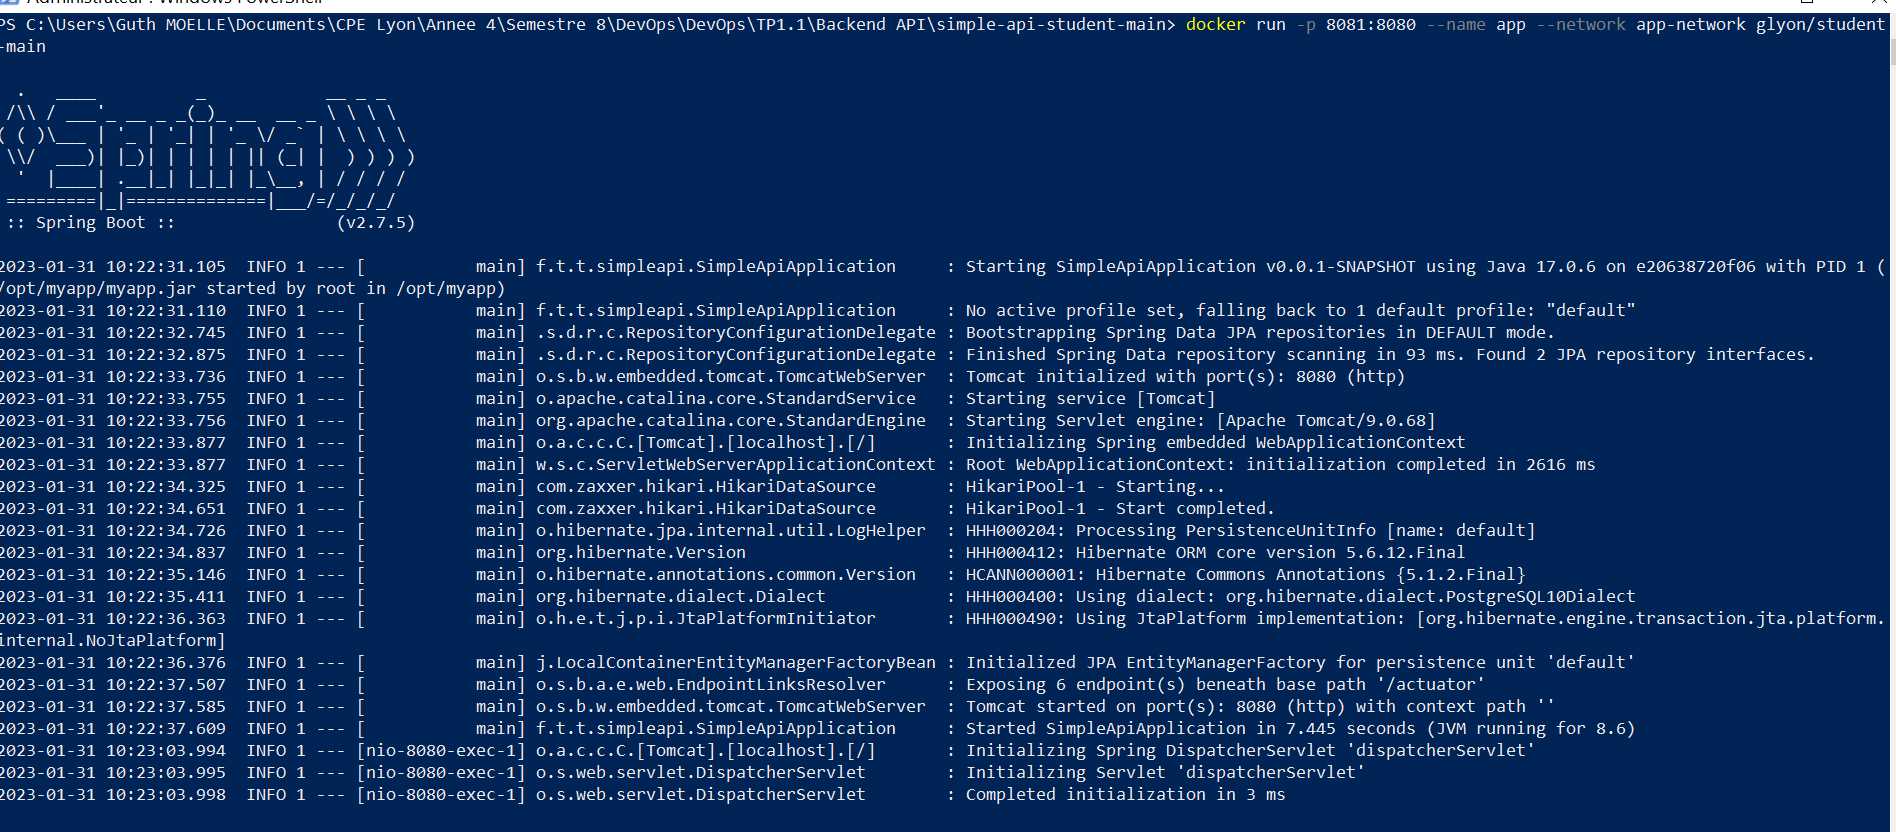 Administrateur : Windows PowerShell
PS C:\Users\Guth MOELLE\Documents\CPE Lyon\Annee 4\Semestre 8\DevOps\DevOps\TP1.1\Backend API\simple-api-student-main> docker run -p 8081:8080 --name app --network app-network glyon/student
-main
  .   ____          _            __ _ _
 /\\ / ___'_ __ _ _(_)_ __  __ _ \ \ \ \
( ( )\___ | '_ | '_| | '_ \/ _` | \ \ \ \
 \\/  ___)| |_)| | | | | || (_| |  ) ) ) )
  '  |____| .__|_| |_|_| |_\__, | / / / /
 =========|_|==============|___/=/_/_/_/
 :: Spring Boot ::                (v2.7.5)
2023-01-31 10:22:31.105  INFO 1 --- [           main] f.t.t.simpleapi.SimpleApiApplication     : Starting SimpleApiApplication v0.0.1-SNAPSHOT using Java 17.0.6 on e20638720f06 with PID 1 (
/opt/myapp/myapp.jar started by root in /opt/myapp)
2023-01-31 10:22:31.110  INFO 1 --- [           main] f.t.t.simpleapi.SimpleApiApplication     : No active profile set, falling back to 1 default profile: "default"
2023-01-31 10:22:32.745  INFO 1 --- [           main] .s.d.r.c.RepositoryConfigurationDelegate : Bootstrapping Spring Data JPA repositories in DEFAULT mode.
2023-01-31 10:22:32.875  INFO 1 --- [           main] .s.d.r.c.RepositoryConfigurationDelegate : Finished Spring Data repository scanning in 93 ms. Found 2 JPA repository interfaces.
2023-01-31 10:22:33.736  INFO 1 --- [           main] o.s.b.w.embedded.tomcat.TomcatWebServer  : Tomcat initialized with port(s): 8080 (http)
2023-01-31 10:22:33.755  INFO 1 --- [           main] o.apache.catalina.core.StandardService   : Starting service [Tomcat]
2023-01-31 10:22:33.756  INFO 1 --- [           main] org.apache.catalina.core.StandardEngine  : Starting Servlet engine: [Apache Tomcat/9.0.68]
2023-01-31 10:22:33.877  INFO 1 --- [           main] o.a.c.c.C.[Tomcat].[localhost].[/]       : Initializing Spring embedded WebApplicationContext
2023-01-31 10:22:33.877  INFO 1 --- [           main] w.s.c.ServletWebServerApplicationContext : Root WebApplicationContext: initialization completed in 2616 ms
2023-01-31 10:22:34.325  INFO 1 --- [           main] com.zaxxer.hikari.HikariDataSource       : HikariPool-1 - Starting...
2023-01-31 10:22:34.651  INFO 1 --- [           main] com.zaxxer.hikari.HikariDataSource       : HikariPool-1 - Start completed.
2023-01-31 10:22:34.726  INFO 1 --- [           main] o.hibernate.jpa.internal.util.LogHelper  : HHH000204: Processing PersistenceUnitInfo [name: default]
2023-01-31 10:22:34.837  INFO 1 --- [           main] org.hibernate.Version                    : HHH000412: Hibernate ORM core version 5.6.12.Final
2023-01-31 10:22:35.146  INFO 1 --- [           main] o.hibernate.annotations.common.Version   : HCANN000001: Hibernate Commons Annotations {5.1.2.Final}
2023-01-31 10:22:35.411  INFO 1 --- [           main] org.hibernate.dialect.Dialect            : HHH000400: Using dialect: org.hibernate.dialect.PostgreSQL10Dialect
2023-01-31 10:22:36.363  INFO 1 --- [           main] o.h.e.t.j.p.i.JtaPlatformInitiator       : HHH000490: Using JtaPlatform implementation: [org.hibernate.engine.transaction.jta.platform.
internal.NoJtaPlatform]
2023-01-31 10:22:36.376  INFO 1 --- [           main] j.LocalContainerEntityManagerFactoryBean : Initialized JPA EntityManagerFactory for persistence unit 'default'
2023-01-31 10:22:37.507  INFO 1 --- [           main] o.s.b.a.e.web.EndpointLinksResolver      : Exposing 6 endpoint(s) beneath base path '/actuator'
2023-01-31 10:22:37.585  INFO 1 --- [           main] o.s.b.w.embedded.tomcat.TomcatWebServer  : Tomcat started on port(s): 8080 (http) with context path ''
2023-01-31 10:22:37.609  INFO 1 --- [           main] f.t.t.simpleapi.SimpleApiApplication     : Started SimpleApiApplication in 7.445 seconds (JVM running for 8.6)
2023-01-31 10:23:03.994  INFO 1 --- [nio-8080-exec-1] o.a.c.c.C.[Tomcat].[localhost].[/]       : Initializing Spring DispatcherServlet 'dispatcherServlet'
2023-01-31 10:23:03.995  INFO 1 --- [nio-8080-exec-1] o.s.web.servlet.DispatcherServlet        : Initializing Servlet 'dispatcherServlet'
2023-01-31 10:23:03.998  INFO 1 --- [nio-8080-exec-1] o.s.web.servlet.DispatcherServlet        : Completed initialization in 3 ms